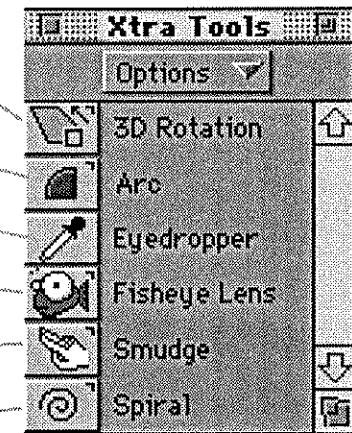 Xtra Tools
Options
3D Rotation
Arc
Eyedropper
Fisheye Lens
Smudge
Spiral